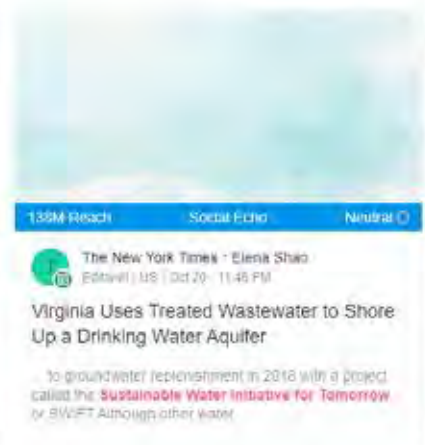 138M Reach Social Echo Neutral
The New York Times · Elena Shao
Editorial | US | Oct 20 · 11:46 PM
Virginia Uses Treated Wastewater to Shore
Up a Drinking Water Aquifer
... to groundwater replenishment in 2018 with a project
called the Sustainable Water Initiative for Tomorrow
or SWIFT Although other water